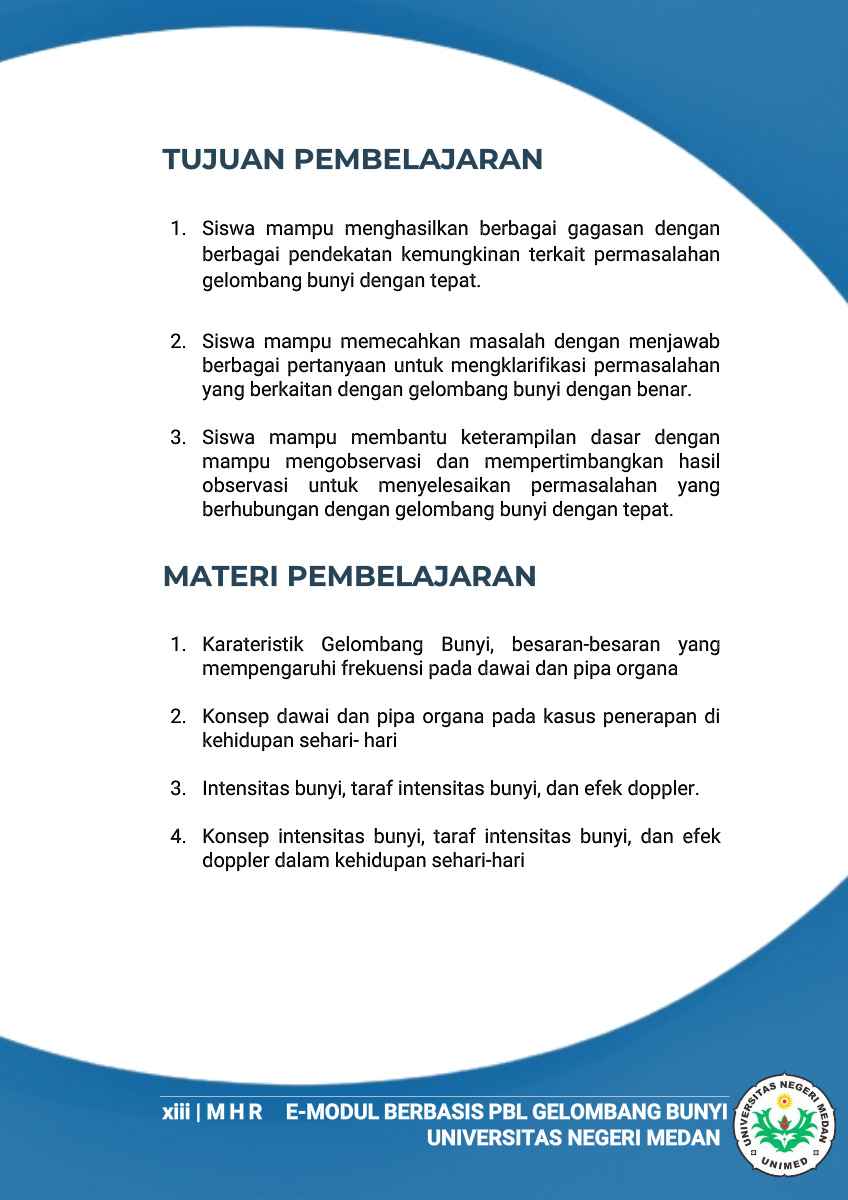 TUJUAN PEMBELAJARAN
1. Siswa mampu menghasilkan berbagai gagasan dengan
berbagai pendekatan kemungkinan terkait permasalahan
gelombang bunyi dengan tepat.
2. Siswa mampu memecahkan masalah dengan menjawab
berbagai pertanyaan untuk mengklarifikasi permasalahan
yang berkaitan dengan gelombang bunyi dengan benar.
3. Siswa mampu membantu keterampilan dasar dengan
mampu mengobservasi dan mempertimbangkan hasil
observasi untuk menyelesaikan permasalahan yang
berhubungan dengan gelombang bunyi dengan tepat.
MATERI PEMBELAJARAN
1. Karateristik Gelombang Bunyi, besaran-besaran yang
mempengaruhi frekuensi pada dawai dan pipa organa
2. Konsep dawai dan pipa organa pada kasus penerapan di
kehidupan sehari- hari
3. Intensitas bunyi, taraf intensitas bunyi, dan efek doppler.
4. Konsep intensitas bunyi, taraf intensitas bunyi, dan efek
doppler dalam kehidupan sehari-hari
xiii | M H R E-MODUL BERBASIS PBL GELOMBANG BUNYI
UNIVERSITAS NEGERI MEDAN
UNIVERSITAS NEGERI MEDAN
UNIMED